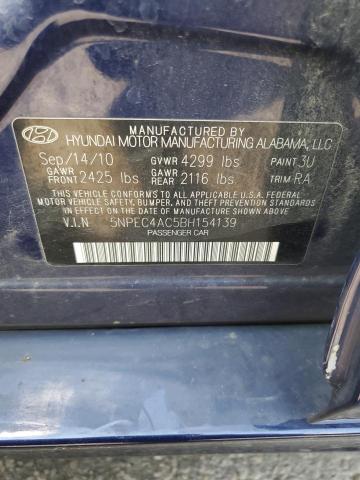 MANUFACTURED BY
HYUNDAI MOTOR MANUFACTURING ALABAMA, LLC
Sep/14/10 GVWR 4299 lbs PAINT 3U
GAWR FRONT 2425 lbs GAWR REAR 2116 lbs. TRIM RA
THIS VEHICLE CONFORMS TO ALL APPLICABLE U.S.A. FEDERAL
MOTOR VEHICLE SAFETY, BUMPER, AND THEFT PREVENTION
STANDARDS IN EFFECT ON THE DATE OF MANUFACTURE SHOWN ABOVE.
V.I.N 5NPEC4AC5BH154139
PASSENGER CAR